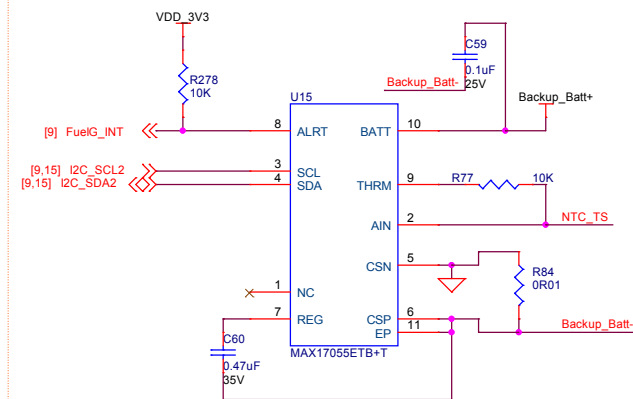 VDD_3V3
R278
10K
C59
0.1uF
25V
Backup_Batt-
Backup_Batt+
U15
[9] FuelG_INT
8
ALRT
BATT
10
[9,15] I2C_SCL2
3
SCL
[9,15] I2C_SDA2
4
SDA
THRM
9
R77
10K
AIN
2
NTC_TS
CSN
5
R84
0R01
1
NC
7
REG
CSP
6
EP
11
Backup_Batt-
C60
0.47uF
35V
MAX17055ETB+T